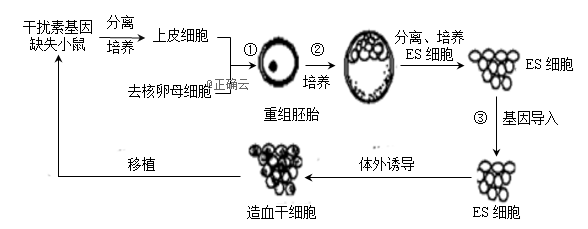 干扰素基因
缺失小鼠
分离
培养
上皮细胞
去核卵母细胞
@正确云
①
重组胚胎
②
培养
分离、培养
ES 细胞
ES 细胞
③
基因导入
ES 细胞
体外诱导
造血干细胞
移植